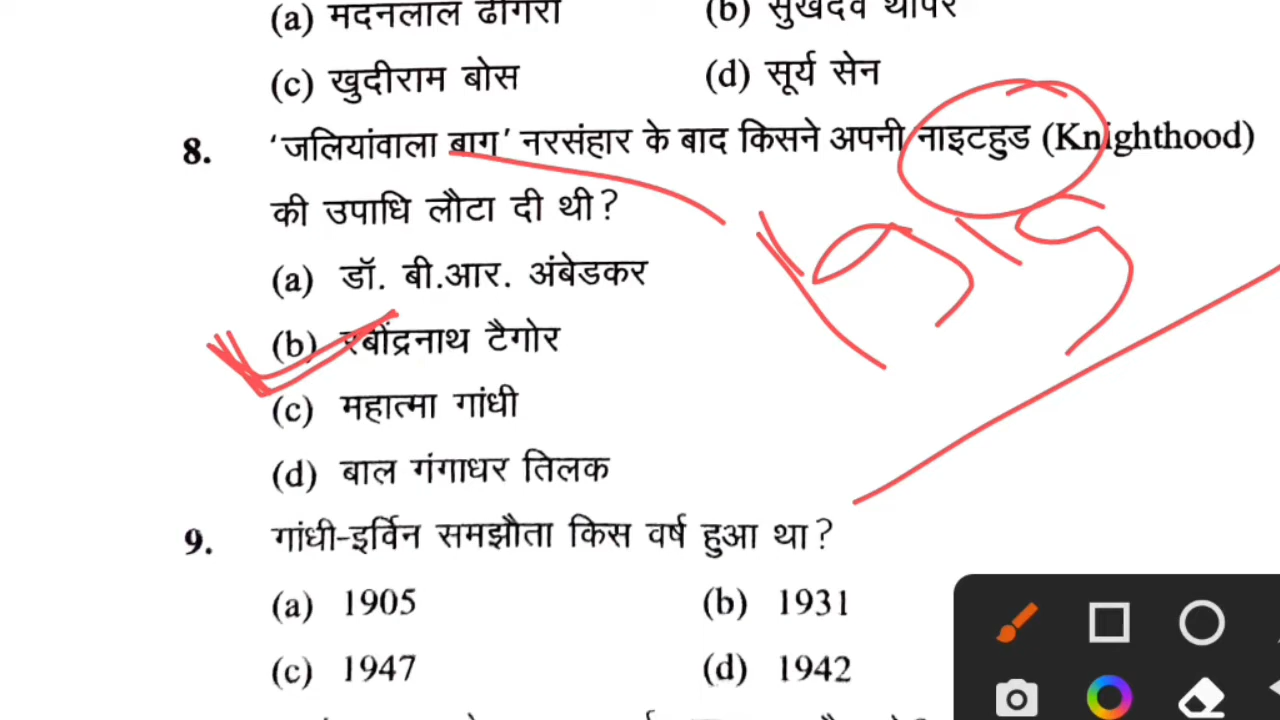 (a) मदनलाल ढींगरा (b) सुखदेव थापर
(c) खुदीराम बोस (d) सूर्य सेन
8. 'जलियांवाला बाग' नरसंहार के बाद किसने अपनी नाइटहुड (Knighthood)
की उपाधि लौटा दी थी?
(a) डॉ. बी.आर. अंबेडकर
(b) रबींद्रनाथ टैगोर
(c) महात्मा गांधी
(d) बाल गंगाधर तिलक
9. गांधी-इर्विन समझौता किस वर्ष हुआ था?
(a) 1905 (b) 1931
(c) 1947 (d) 1942